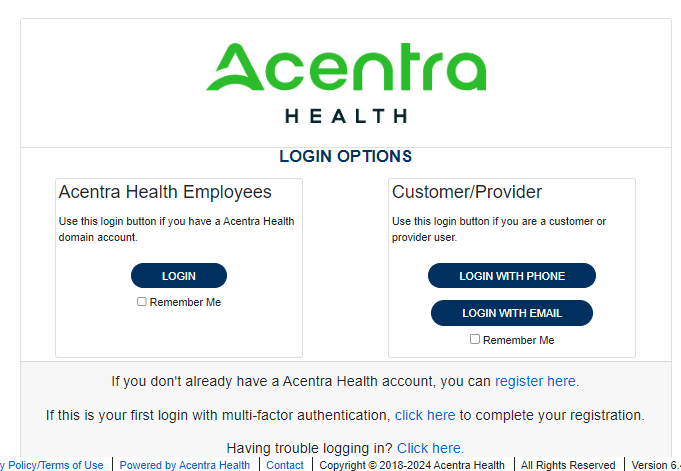 Acentra
HEALTH
LOGIN OPTIONS
Acentra Health Employees
Use this login button if you have a Acentra Health
domain account.
LOGIN
Remember Me
Customer/Provider
Use this login button if you are a customer or
provider user.
LOGIN WITH PHONE
LOGIN WITH EMAIL
Remember Me
If you don't already have a Acentra Health account, you can register here.
If this is your first login with multi-factor authentication, click here to complete your registration.
Having trouble logging in? Click here.
y Policy/Terms of Use | Powered by Acentra Health | Contact | Copyright © 2018-2024 Acentra Health | All Rights Reserved | Version 6.